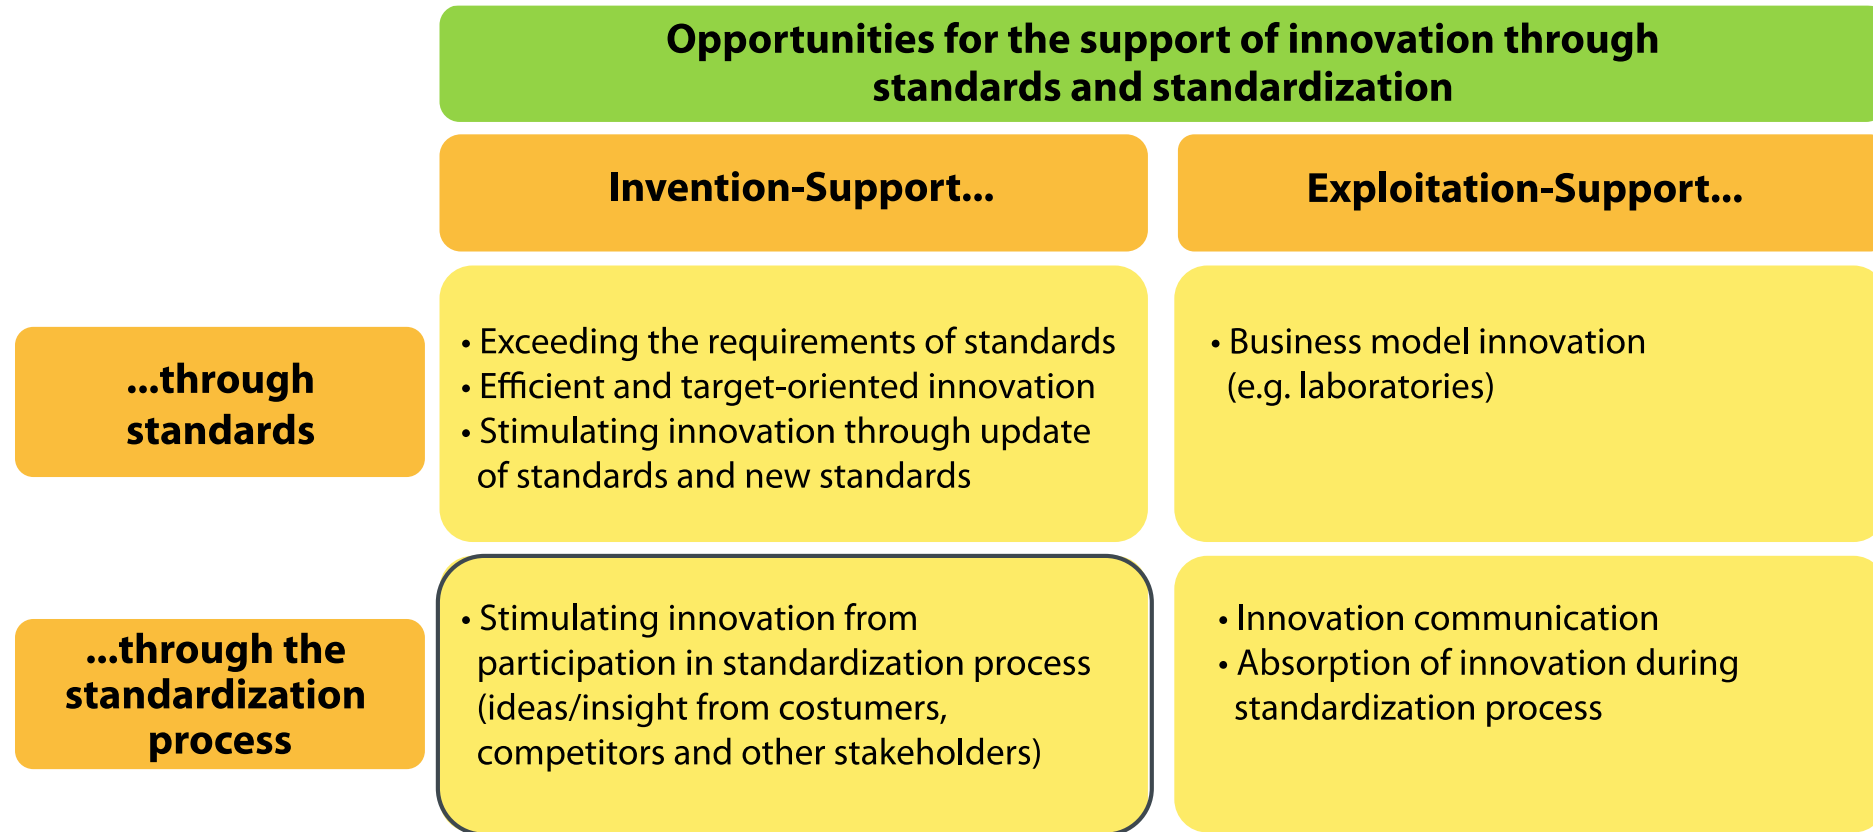 Opportunities for the support of innovation through
standards and standardization
Invention-Support...
Exploitation-Support...
...through
standards
• Exceeding the requirements of standards
• Efficient and target-oriented innovation
• Stimulating innovation through update
of standards and new standards
• Business model innovation
(e.g. laboratories)
...through the
standardization
process
• Stimulating innovation from
participation in standardization process
(ideas/insight from costumers,
competitors and other stakeholders)
• Innovation communication
• Absorption of innovation during
standardization process